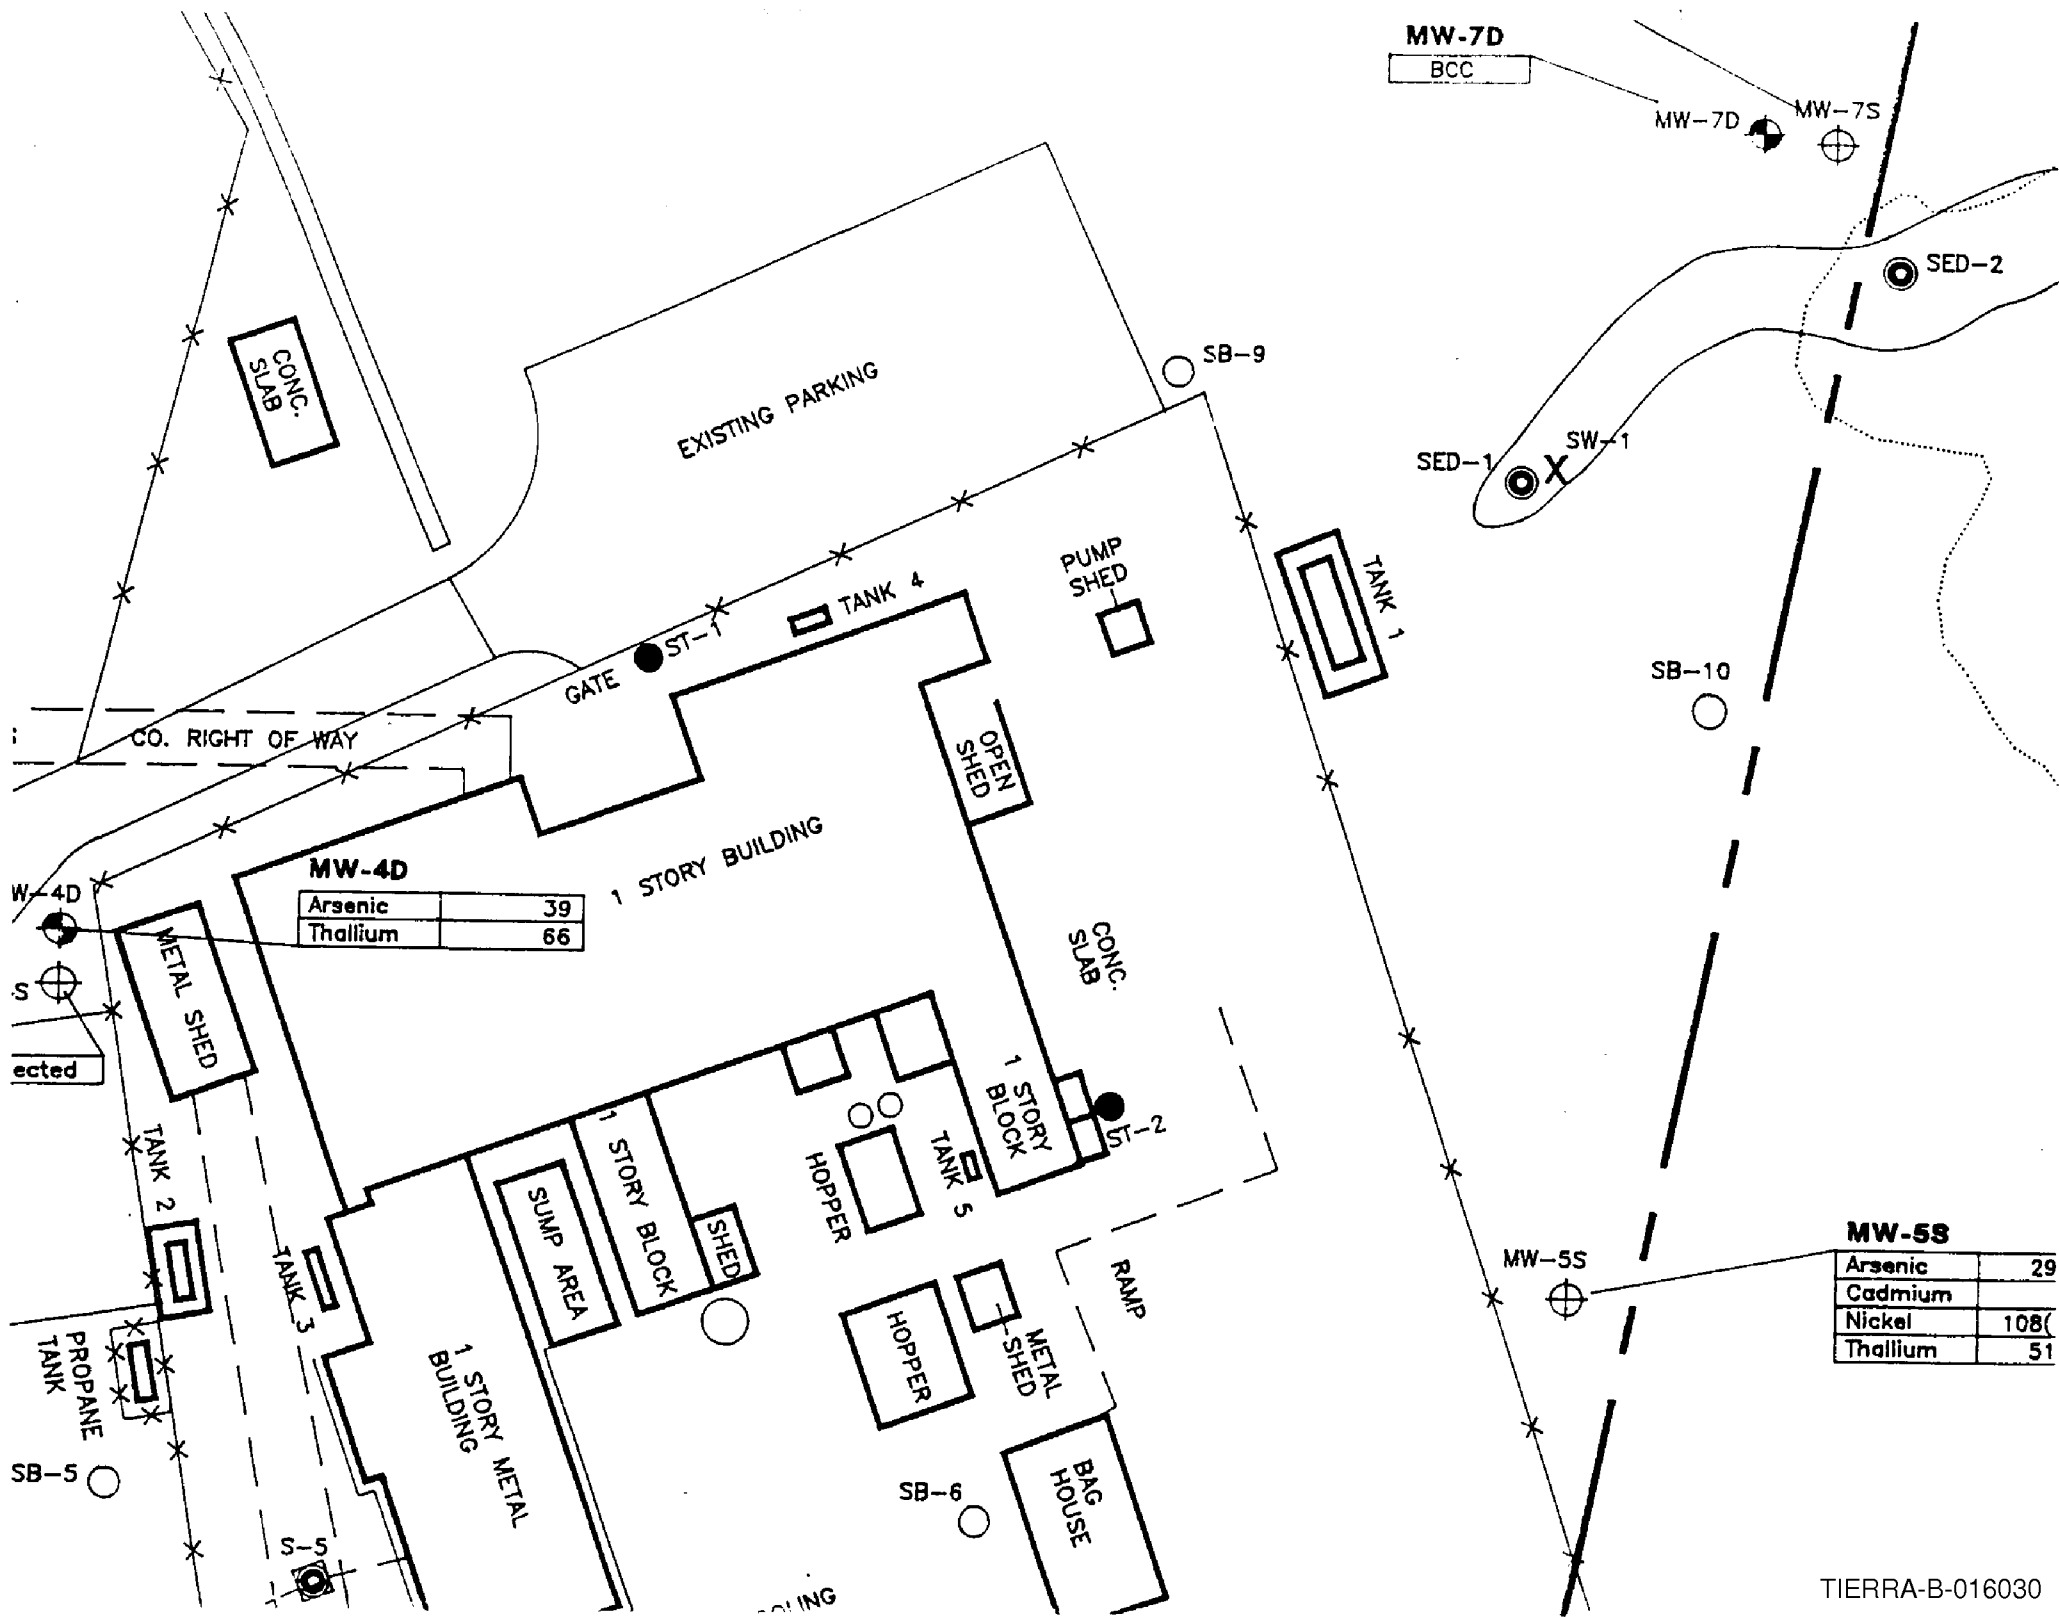 MW-7D
BCC
MW-7D
MW-7S
SED-2
SB-9
CONC.
SLAB
EXISTING PARKING
SW-1
SED-1
PUMP
SHED
TANK 1
TANK 4
ST-1
GATE
SB-10
CO. RIGHT OF WAY
OPEN
SHED
1 STORY BUILDING
MW-4D
Arsenic 39
Thallium 66
W-4D
METAL SHED
CONC.
SLAB
S
ected
1 STORY
BLOCK
ST-2
TANK 2
1 STORY BLOCK
HOPPER
TANK 5
SUMP AREA
SHED
TANK 3
MW-5S
MW-5S
Arsenic 29
Cadmium
Nickel 108(
Thallium 51
RAMP
PROPANE
TANK
HOPPER
METAL
SHED
1 STORY METAL
BUILDING
SB-5
SB-6
BAG
HOUSE
S-5
LING
TIERRA-B-016030